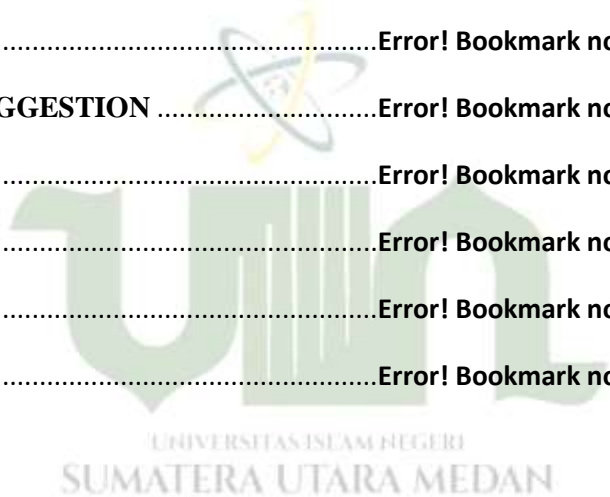 ..................................................Error! Bookmark no
GGESTION .............................Error! Bookmark no
..................................................Error! Bookmark no
..................................................Error! Bookmark no
..................................................Error! Bookmark no
..................................................Error! Bookmark no
UNIVERSITAS ISLAM NEGERI
SUMATERA UTARA MEDAN